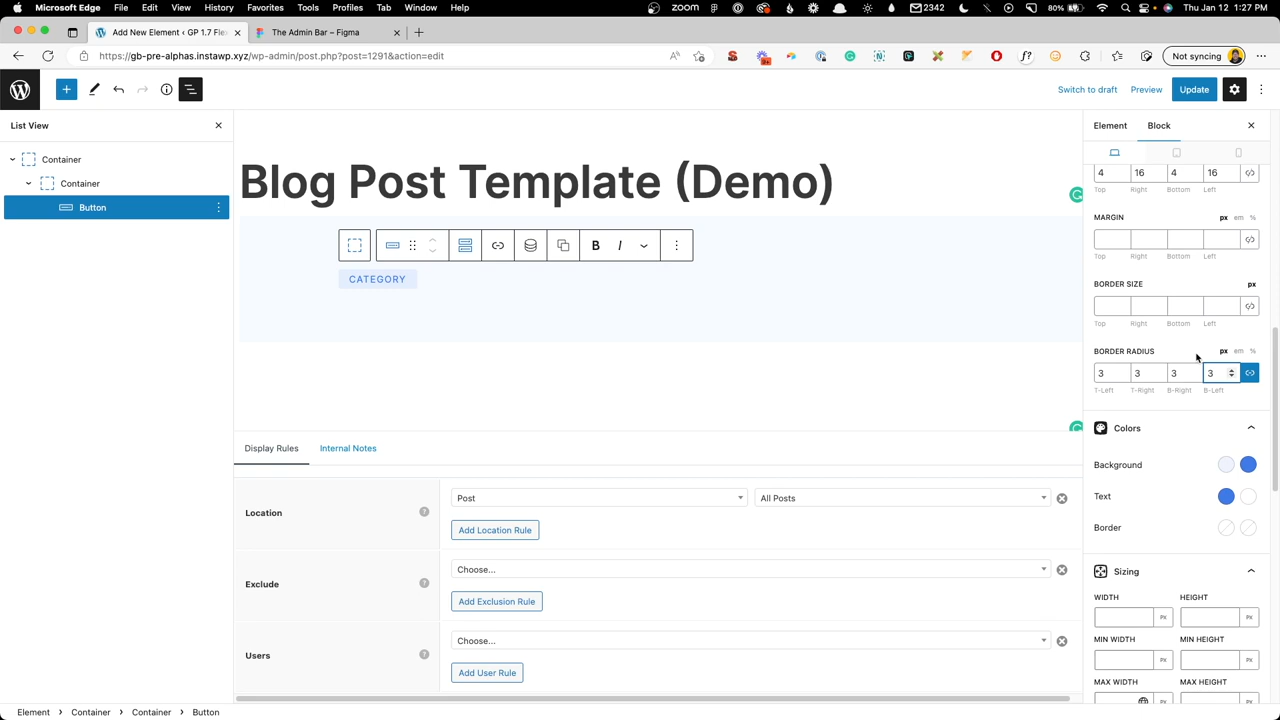 Microsoft Edge File Edit View History Favorites Tools Profiles Tab Window Help zoom 2342 80% Thu Jan 12 1:27 PM
Add New Element ‹ GP 1.7 Flex The Admin Bar – Figma
https://gb-pre-alphas.instawp.xyz/wp-admin/post.php?post=1291&action=edit Not syncing
Switch to draft Preview Update
List View
Container
Container
Button
Blog Post Template (Demo)
B I
CATEGORY
Display Rules Internal Notes
Location Post All Posts
Add Location Rule
Exclude Choose...
Add Exclusion Rule
Users Choose...
Add User Rule
Element Block
4 16 4 16
Top Right Bottom Left
MARGIN px em %
Top Right Bottom Left
BORDER SIZE px
Top Right Bottom Left
BORDER RADIUS px em %
3 3 3 3
T-Left T-Right B-Right B-Left
Colors
Background
Text
Border
Sizing
WIDTH HEIGHT
PX PX
MIN WIDTH MIN HEIGHT
PX PX
MAX WIDTH MAX HEIGHT
PX PX
Element > Container > Container > Button